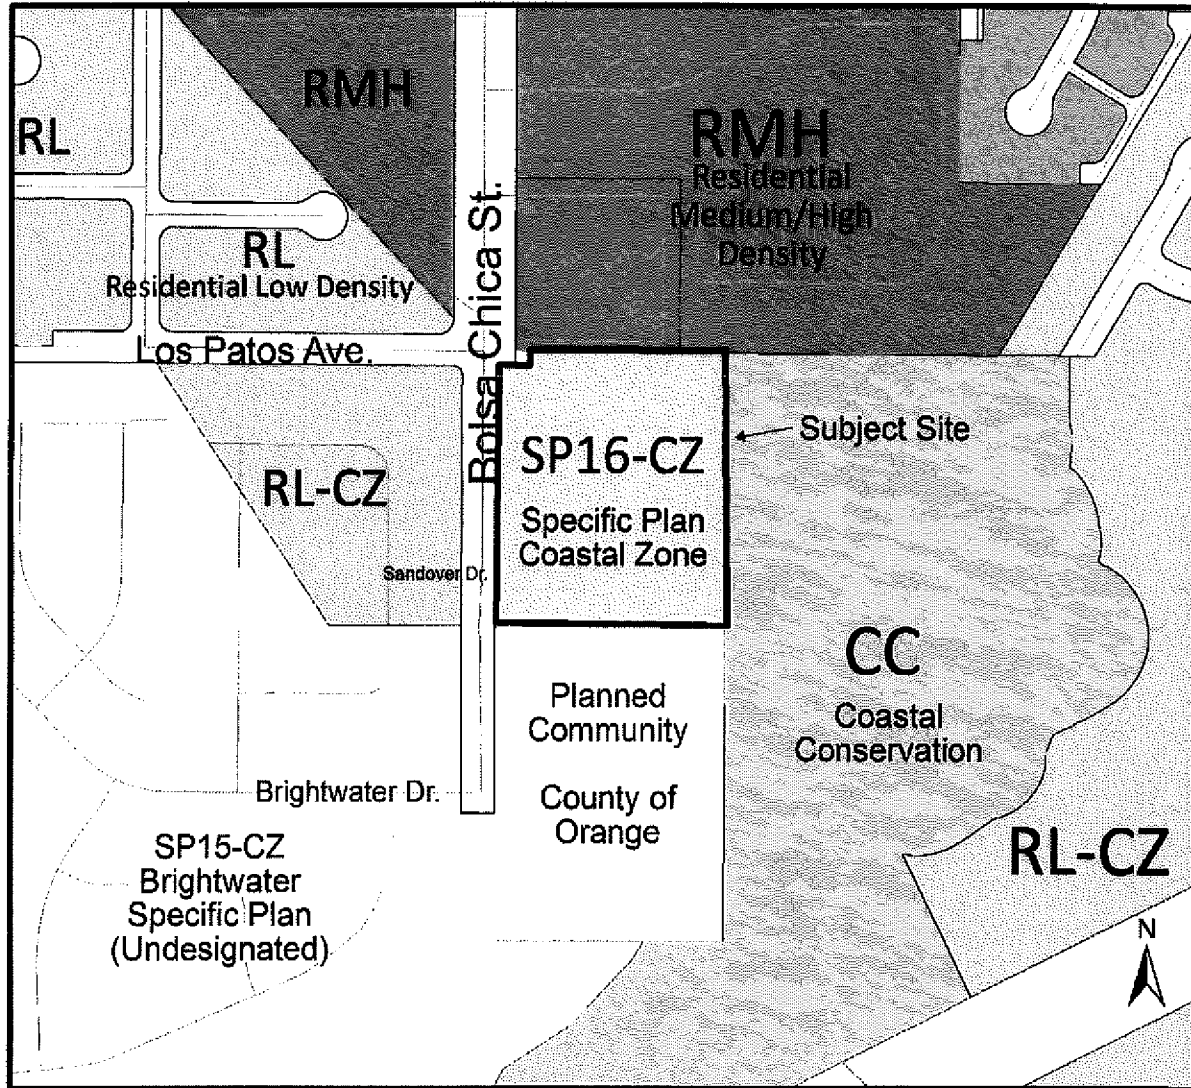 RMH
RL
RMH
Residential
Medium/High
Density
RL
Residential Low Density
Bolsa Chica St.
Los Patos Ave.
Subject Site
SP16-CZ
Specific Plan
Coastal Zone
RL-CZ
Sandover Dr.
CC
Coastal
Conservation
Planned
Community
County of
Orange
Brightwater Dr.
SP15-CZ
Brightwater
Specific Plan
(Undesignated)
RL-CZ
N